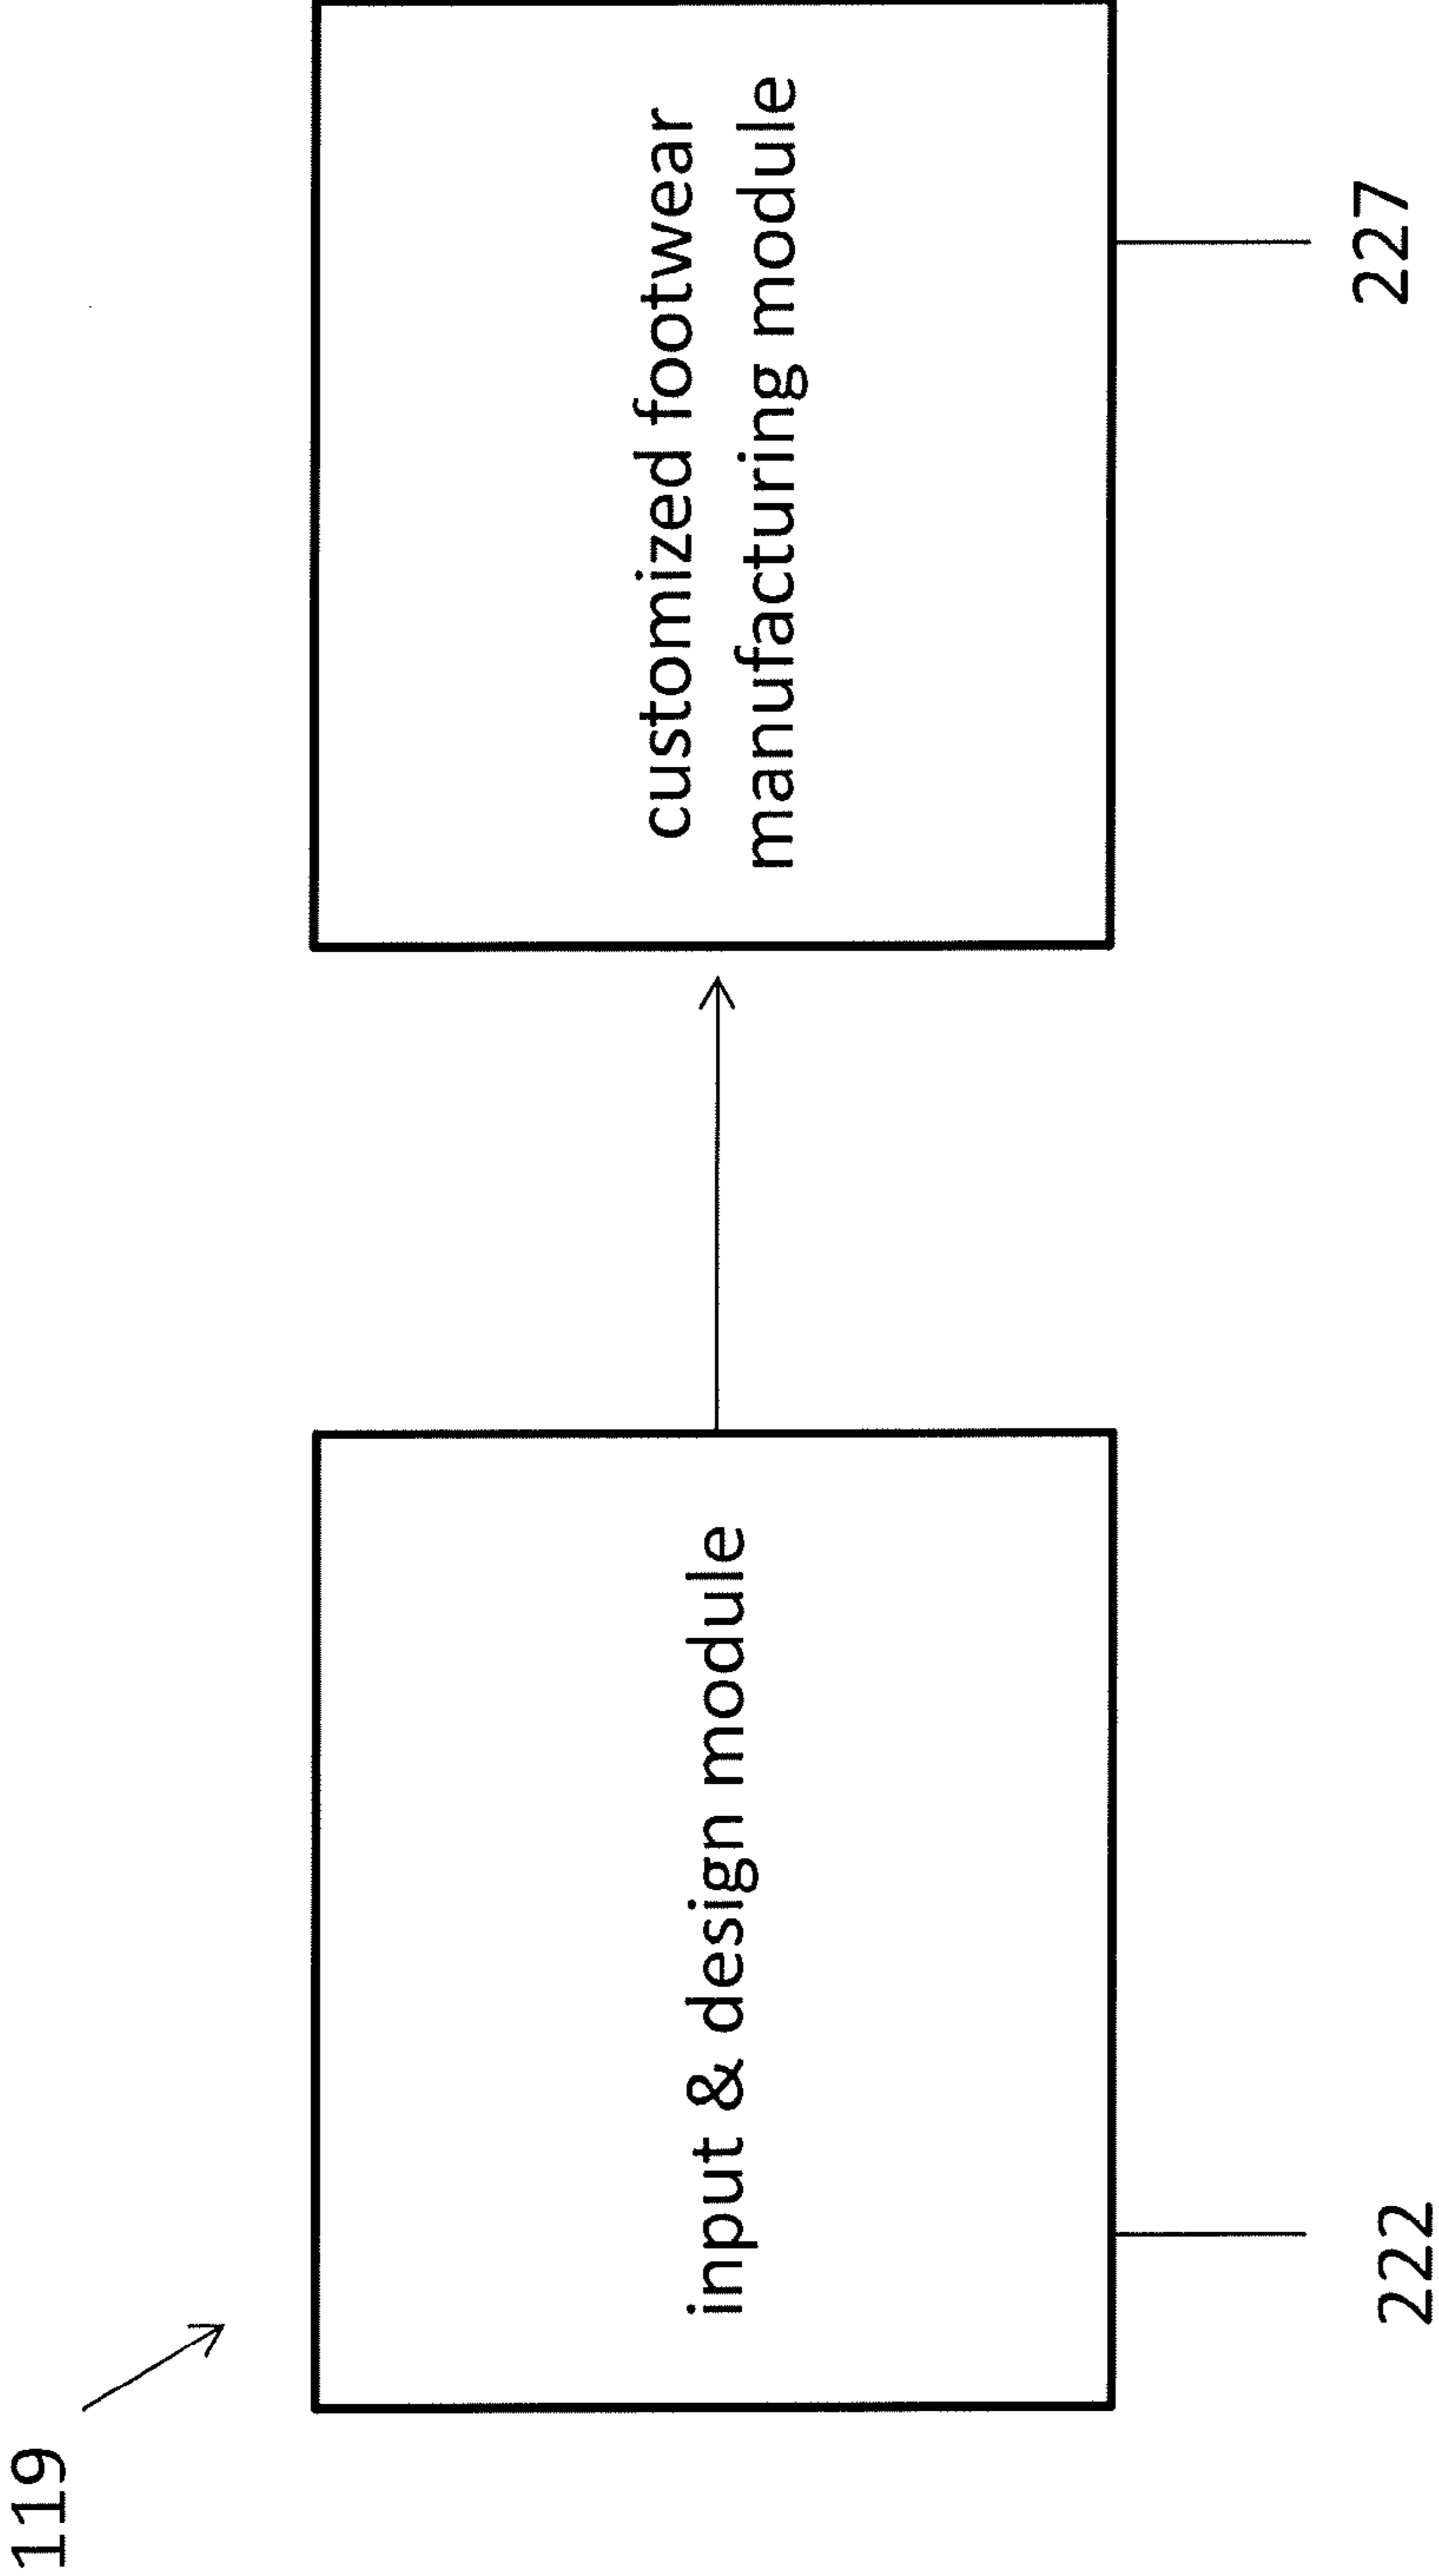 119
input & design module
222
customized footwear
manufacturing module
227